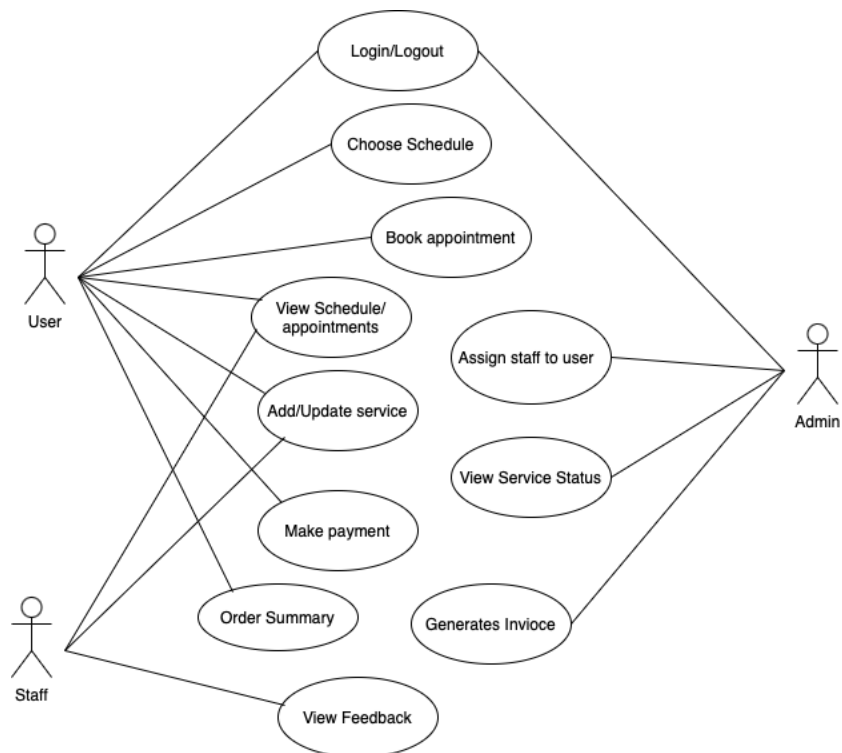 Login/Logout
Choose Schedule
Book appointment
User
View Schedule/
appointments
Assign staff to user
Add/Update service
Admin
View Service Status
Make payment
Order Summary
Generates Invioce
Staff
View Feedback